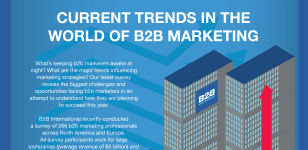 CURRENT TRENDS IN THE
WORLD OF B2B MARKETING
What's keeping b2b marketers awake at
night? What are the major trends influencing
marketing strategies? Our latest survey
reveals the biggest challenges and
opportunities facing b2b marketers in an
attempt to understand how they are planning
to succeed this year.
B2B
B2B International recently conducted
a survey of 266 b2b marketing professionals
across North America and Europe.
All survey participants work for large
companies (average revenue of $6 billion) and